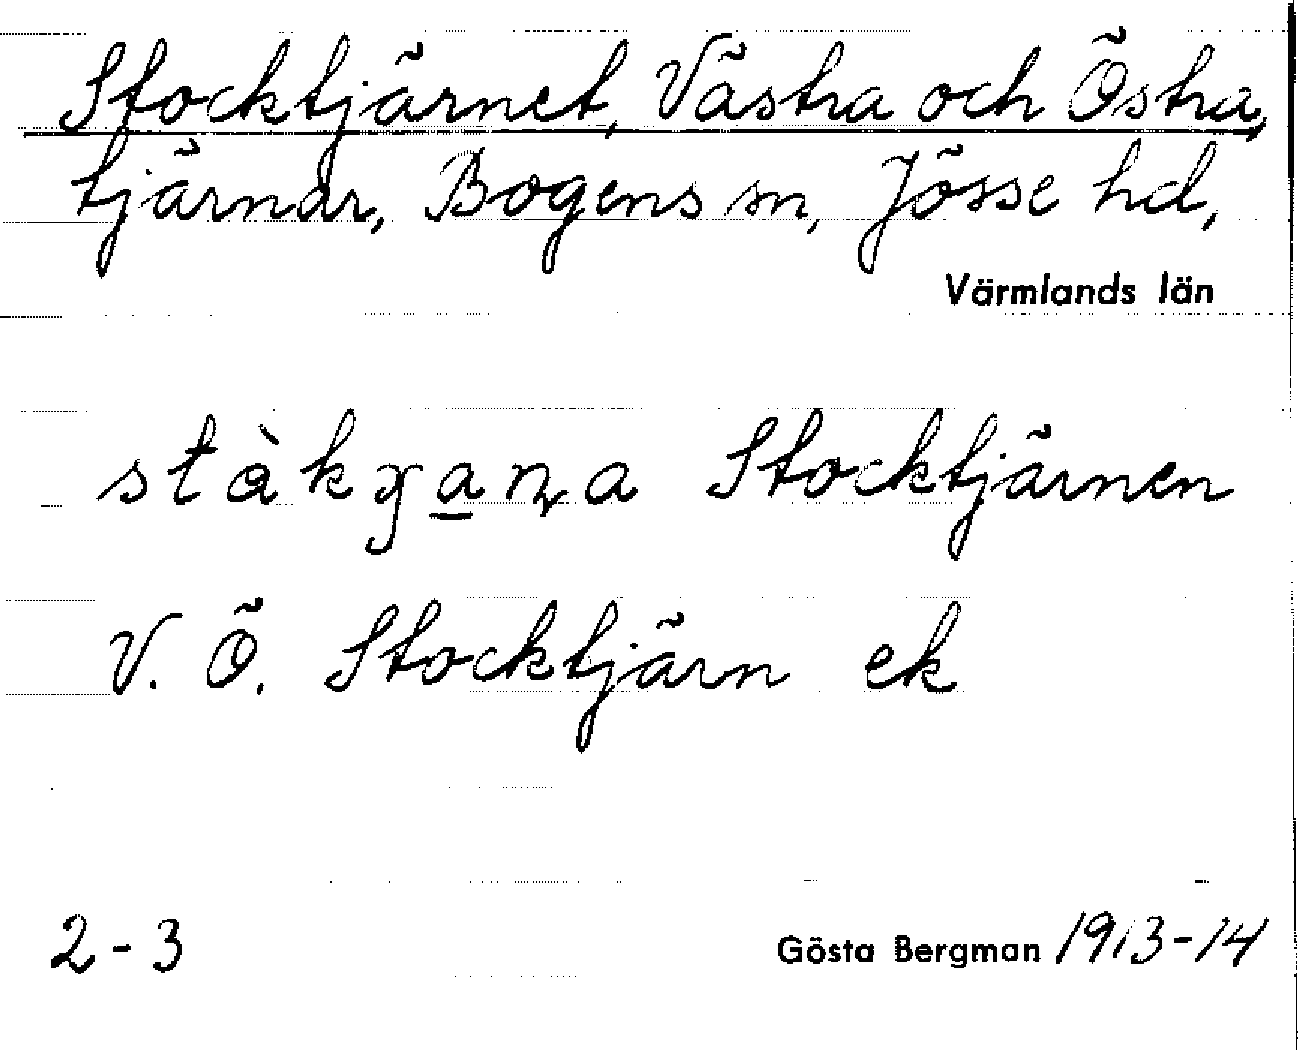 Stocktjärnet, Västra och Östra,
tjärnar, Bogens sn, Jösse hd,
Värmlands län
Stocktjärnen
V. Ö. Stocktjärn ek
2-3 Gösta Bergman 1913-14